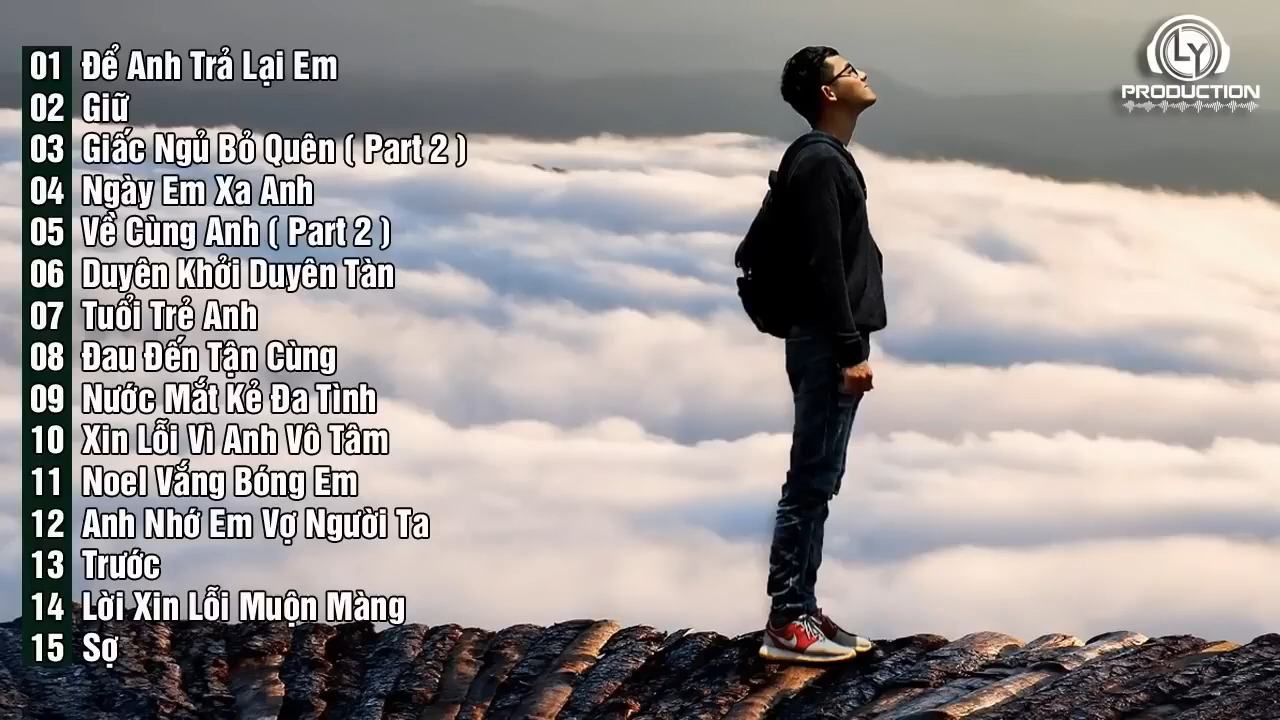 01 Để Anh Trả Lại Em
02 Giữ
03 Giấc Ngủ Bỏ Quên ( Part 2 )
04 Ngày Em Xa Anh
05 Về Cùng Anh ( Part 2 )
06 Duyên Khởi Duyên Tàn
07 Tuổi Trẻ Anh
08 Đau Đến Tận Cùng
09 Nước Mắt Kẻ Đa Tình
10 Xin Lỗi Vì Anh Vô Tâm
11 Noel Vắng Bóng Em
12 Anh Nhớ Em Vợ Người Ta
13 Trước
14 Lời Xin Lỗi Muộn Màng
15 Sợ
LY
PRODUCTION